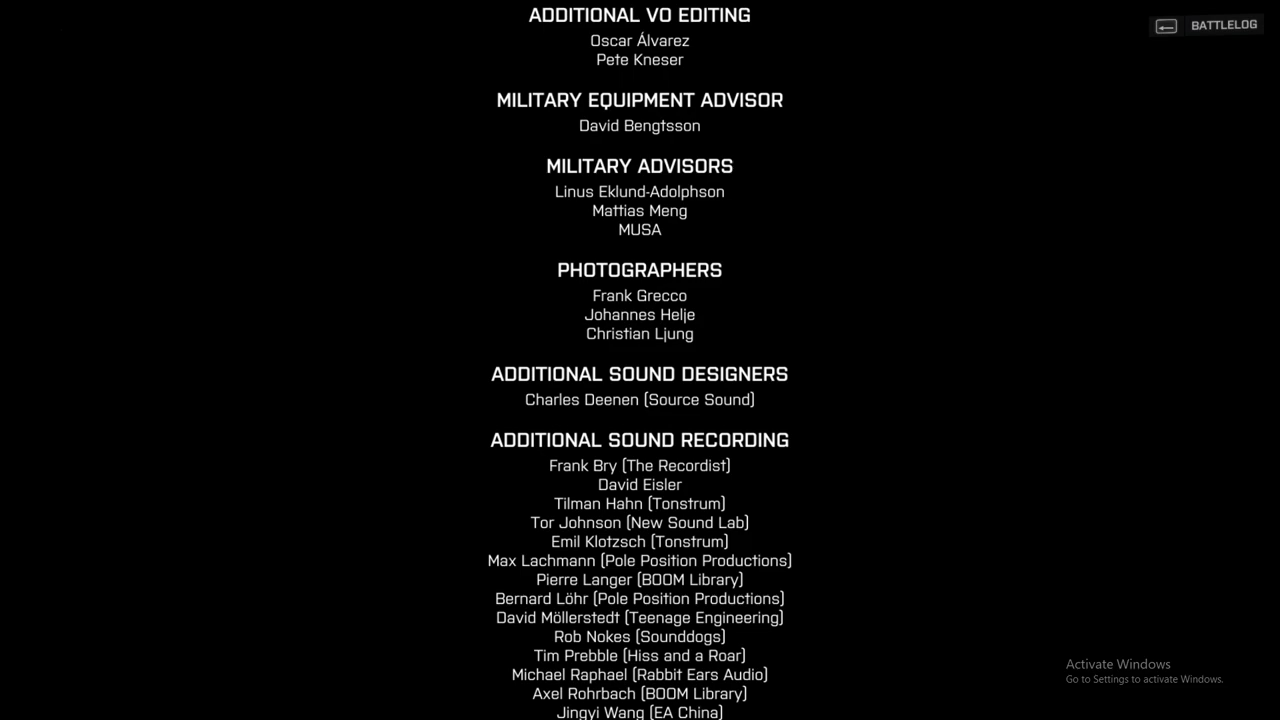 ADDITIONAL VO EDITING
Oscar Álvarez
Pete Kneser
BATTLELOG
MILITARY EQUIPMENT ADVISOR
David Bengtsson
MILITARY ADVISORS
Linus Eklund-Adolphson
Mattias Meng
MUSA
PHOTOGRAPHERS
Frank Grecco
Johannes Helje
Christian Ljung
ADDITIONAL SOUND DESIGNERS
Charles Deenen (Source Sound)
ADDITIONAL SOUND RECORDING
Frank Bry (The Recordist)
David Eisler
Tilman Hahn (Tonstrum)
Tor Johnson (New Sound Lab)
Emil Klotzsch (Tonstrum)
Max Lachmann (Pole Position Productions)
Pierre Langer (BOOM Library)
Bernard Löhr (Pole Position Productions)
David Möllerstedt (Teenage Engineering)
Rob Nokes (Sounddogs)
Tim Prebble (Hiss and a Roar)
Michael Raphael (Rabbit Ears Audio)
Axel Rohrbach (BOOM Library)
Jingyi Wang (EA China)
Activate Windows
Go to Settings to activate Windows.